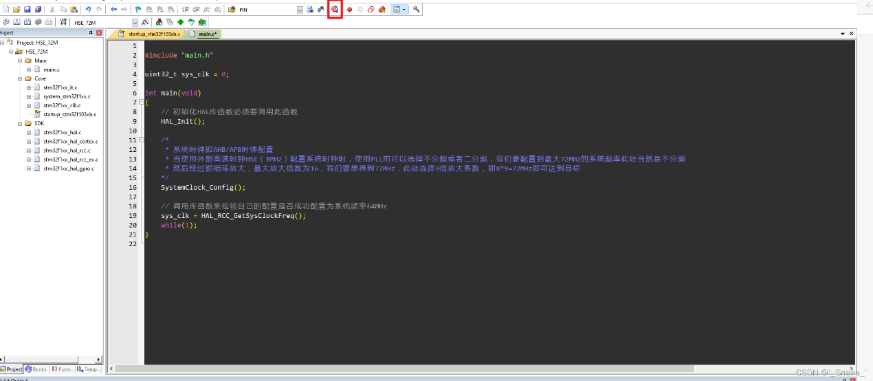 PIN
HSE_72M
Project
startup_stm32f103xb.s
main.c*
Project: HSE_72M
HSE_72M
Main
main.c
Core
stm32f1xx_it.c
system_stm32f1xx.c
stm32f1xx_clk.c
startup_stm32f103xb.s
SDK
stm32f1xx_hal.c
stm32f1xx_hal_cortex.c
stm32f1xx_hal_rcc.c
stm32f1xx_hal_rcc_ex.c
stm32f1xx_hal_gpio.c
1
2 #include "main.h"
3
4 uint32_t sys_clk = 0;
5
6 int main(void)
7 {
8 // 初始化HAL库函数必须要调用此函数
9 HAL_Init();
10
11 /*
12 * 系统时钟即AHB/APB时钟配置
13 * 当使用外部高速时钟HSE(8MHz)配置系统时钟时，使用PLL前可以选择不分频或者二分频，我们要配置到最大72MHz的系统频率此处当然是不分频
14 * 然后经过锁相环放大，最大放大倍数为16，我们要想得到72MHz，此处选择9倍放大系数，即8*9=72MHz即可达到目标
15 */
16 SystemClock_Config();
17
18 // 调用库函数来检验自己的配置是否成功配置为系统频率64MHz
19 sys_clk = HAL_RCC_GetSysClockFreq();
20 while(1);
21 }
22
Project Books Func... Temp...
CSDN @'_Snake_'